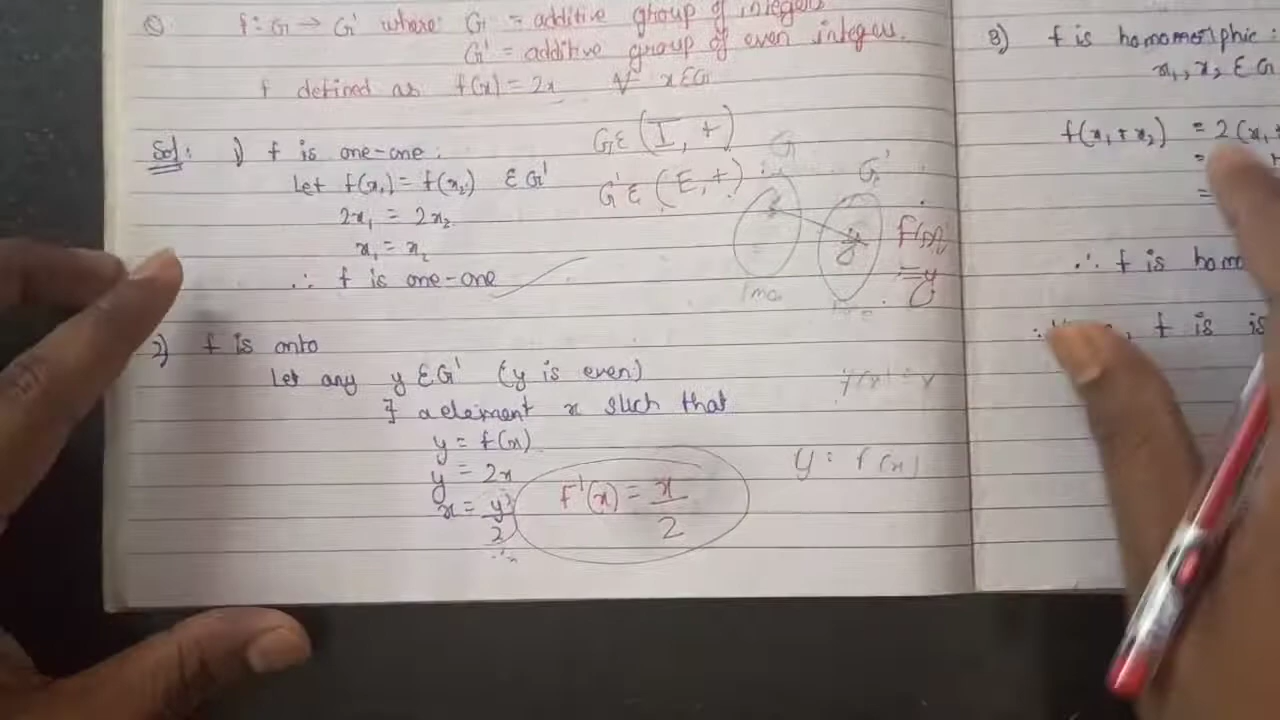 Q. f: G → G' where: G = additive group of integers
G' = additive group of even integers.
f defined as f(x) = 2x ∀ x ∈ G
Sol: 1) f is one-one:
Let f(x₁) = f(x₂) ∈ G'
2x₁ = 2x₂
x₁ = x₂
∴ f is one-one
G ∈ (I, +)
G' ∈ (E, +)
G
G'
x
y
f(x)
= y
2) f is onto
Let any y ∈ G' (y is even)
∃ a element x such that
y = f(x)
y = 2x
x = y/2
f'(x) = x/2
y = f(x)
3) f is homomorphic:
x₁, x₂ ∈ G
f(x₁ + x₂) = 2(x₁
=
=
∴ f is homo
f is is